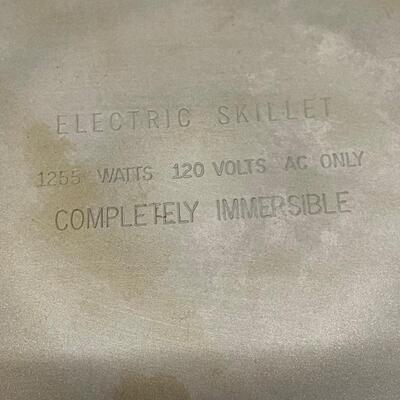 ELECTRIC SKILLET
1255 WATTS 120 VOLTS AC ONLY
COMPLETELY IMMERSIBLE